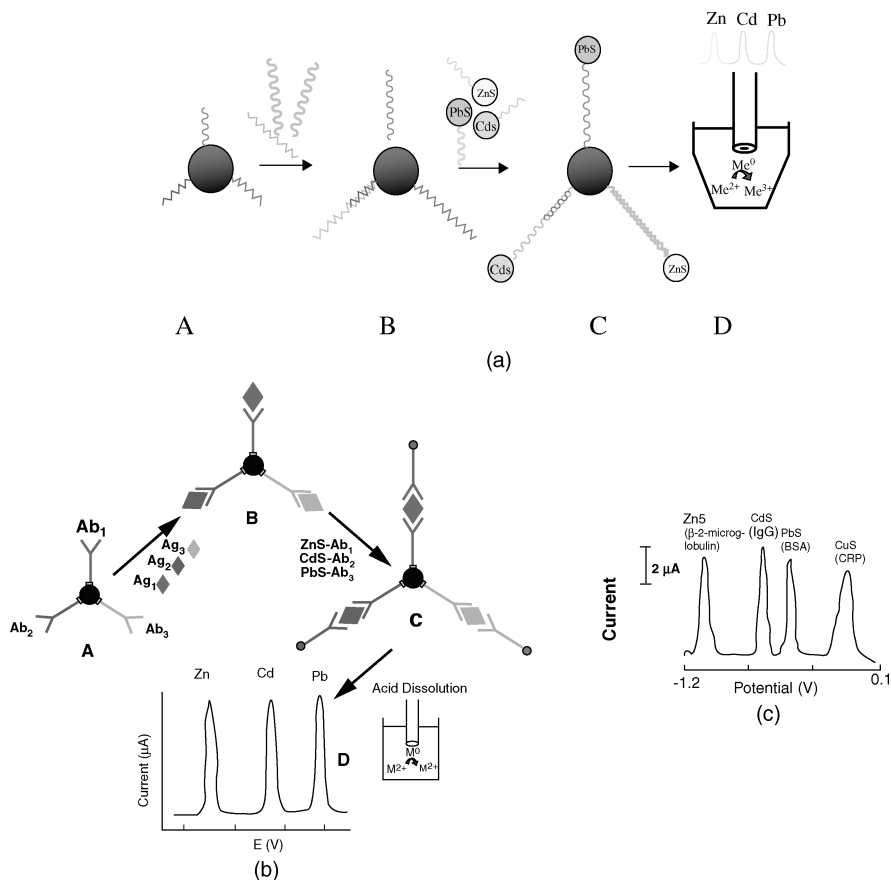 Zn Cd Pb
PbS
ZnS
PbS
Cds
Me0
Me2+ Me3+
Cds
ZnS
A B C D
(a)
Ab1
Ab2
Ab3
A
Ag3
Ag2
Ag1
B
ZnS-Ab1
CdS-Ab2
PbS-Ab3
C
Zn Cd Pb
Current (µA)
D
E (V)
Acid Dissolution
M0
M2+ M2+
(b)
Zn5
(β-2-microg-
lobulin)
CdS
(IgG)
PbS
(BSA)
CuS
(CRP)
2 µA
Current
-1.2 0.1
Potential (V)
(c)